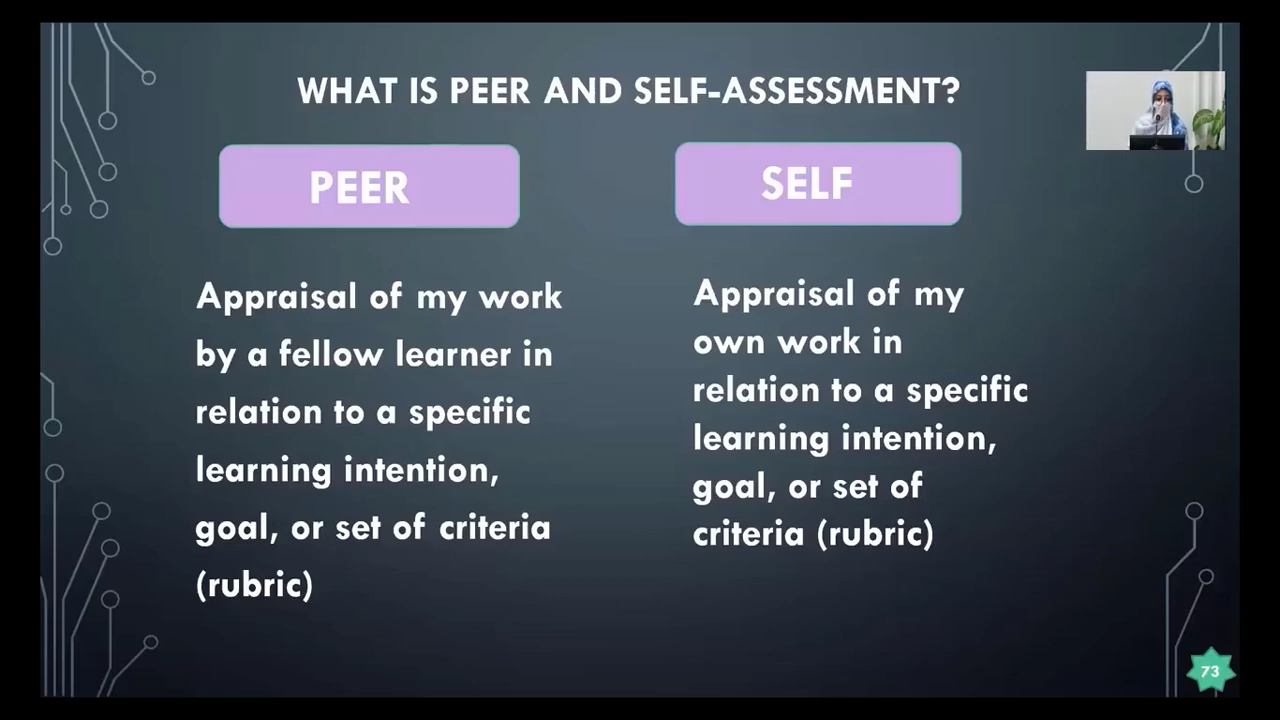 WHAT IS PEER AND SELF-ASSESSMENT?
PEER
Appraisal of my work
by a fellow learner in
relation to a specific
learning intention,
goal, or set of criteria
(rubric)
SELF
Appraisal of my
own work in
relation to a specific
learning intention,
goal, or set of
criteria (rubric)
73